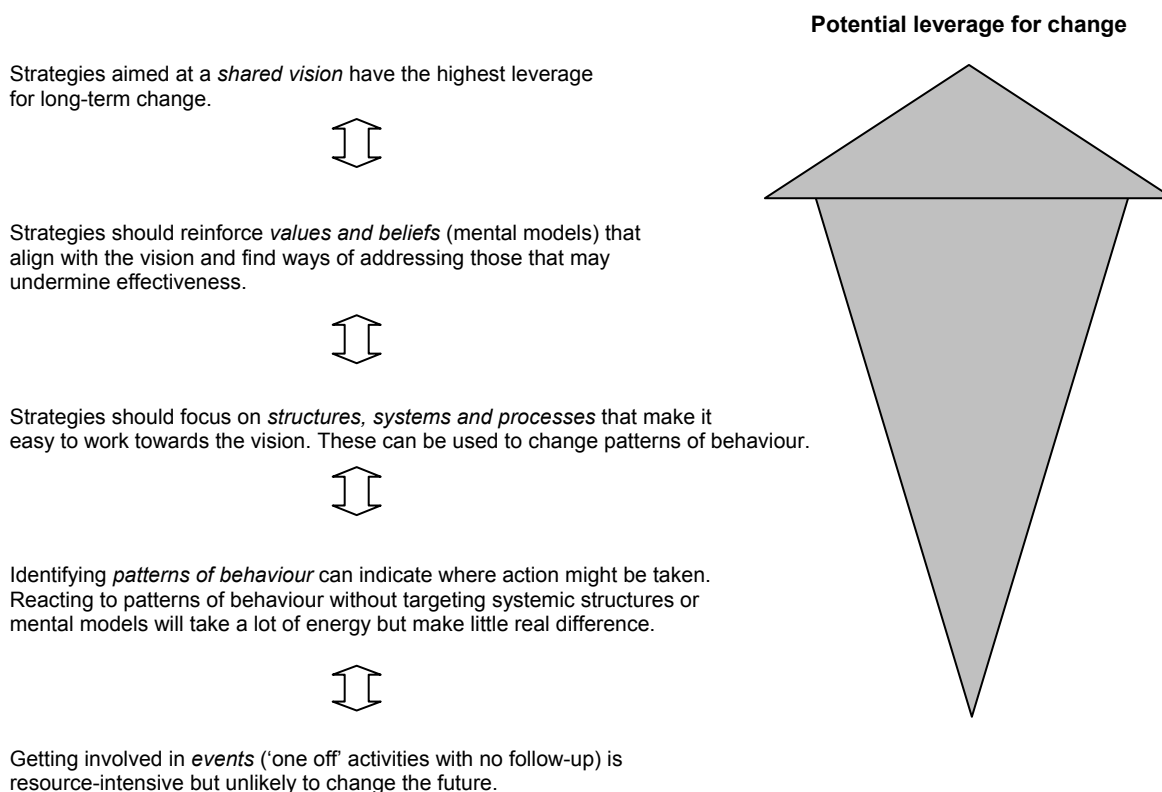 Potential leverage for change
Strategies aimed at a shared vision have the highest leverage
for long-term change.
Strategies should reinforce values and beliefs (mental models) that
align with the vision and find ways of addressing those that may
undermine effectiveness.
Strategies should focus on structures, systems and processes that make it
easy to work towards the vision. These can be used to change patterns of behaviour.
Identifying patterns of behaviour can indicate where action might be taken.
Reacting to patterns of behaviour without targeting systemic structures or
mental models will take a lot of energy but make little real difference.
Getting involved in events (‘one off’ activities with no follow-up) is
resource-intensive but unlikely to change the future.